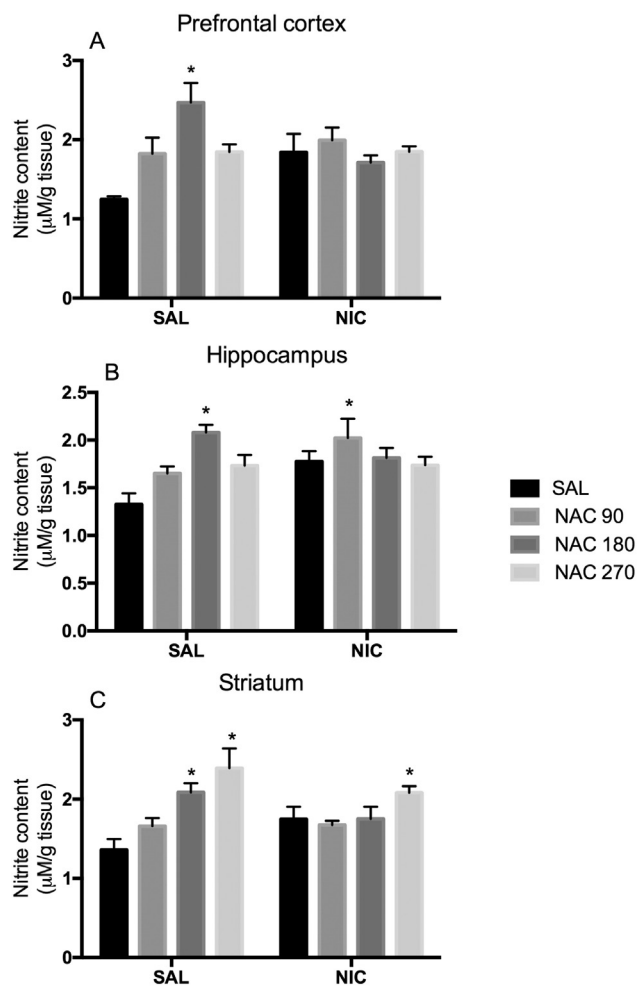 A
Prefrontal cortex
Nitrite content
(µM/g tissue)
3
2
1
0
*
SAL
NIC
B
Hippocampus
Nitrite content
(µM/g tissue)
2.5
2.0
1.5
1.0
0.5
0.0
*
*
SAL
NIC
SAL
NAC 90
NAC 180
NAC 270
C
Striatum
Nitrite content
(µM/g tissue)
3
2
1
0
*
*
*
SAL
NIC